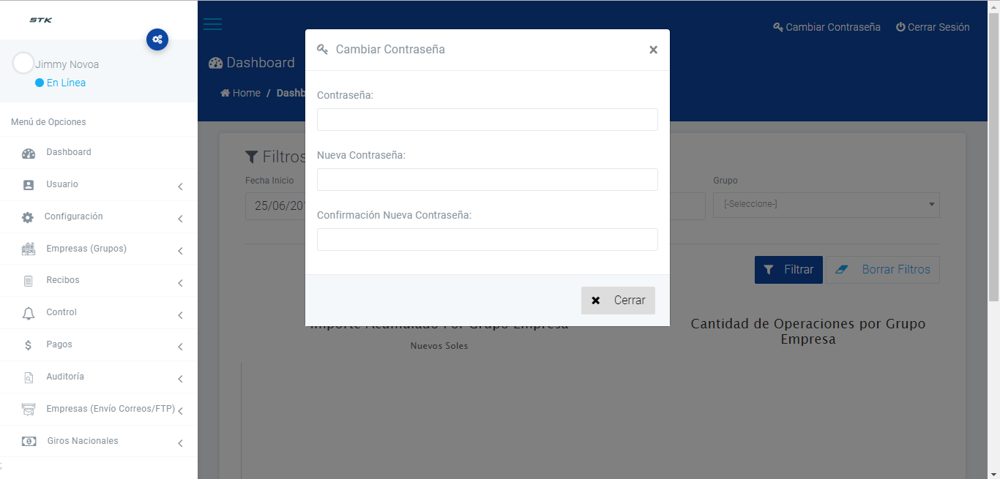 STK
Jimmy Novoa
En Línea
Menú de Opciones
Dashboard
Usuario
Configuración
Empresas (Grupos)
Recibos
Control
Pagos
Auditoría
Empresas (Envío Correos/FTP)
Giros Nacionales
;
Cambiar Contraseña
Cerrar Sesión
Dashboard
Home / Dashb
Filtros
Fecha Inicio
25/06/201
Grupo
[-Seleccione-]
Filtrar
Borrar Filtros
Cambiar Contraseña
×
Contraseña:
Nueva Contraseña:
Confirmación Nueva Contraseña:
Cerrar
Importe Acumulado Por Grupo Empresa
Nuevos Soles
Cantidad de Operaciones por Grupo
Empresa